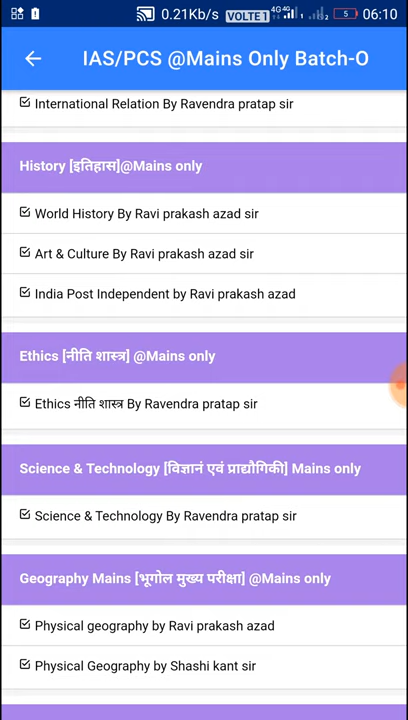 0.21Kb/s VOLTE 1 4G 4G 1 2 5 06:10
IAS/PCS @Mains Only Batch-O
International Relation By Ravendra pratap sir
History [इतिहास]@Mains only
World History By Ravi prakash azad sir
Art & Culture By Ravi prakash azad sir
India Post Independent by Ravi prakash azad
Ethics [नीति शास्त्र] @Mains only
Ethics नीति शास्त्र By Ravendra pratap sir
Science & Technology [विज्ञानं एवं प्राद्यौगिकी] Mains only
Science & Technology By Ravendra pratap sir
Geography Mains [भूगोल मुख्य परीक्षा] @Mains only
Physical geography by Ravi prakash azad
Physical Geography by Shashi kant sir